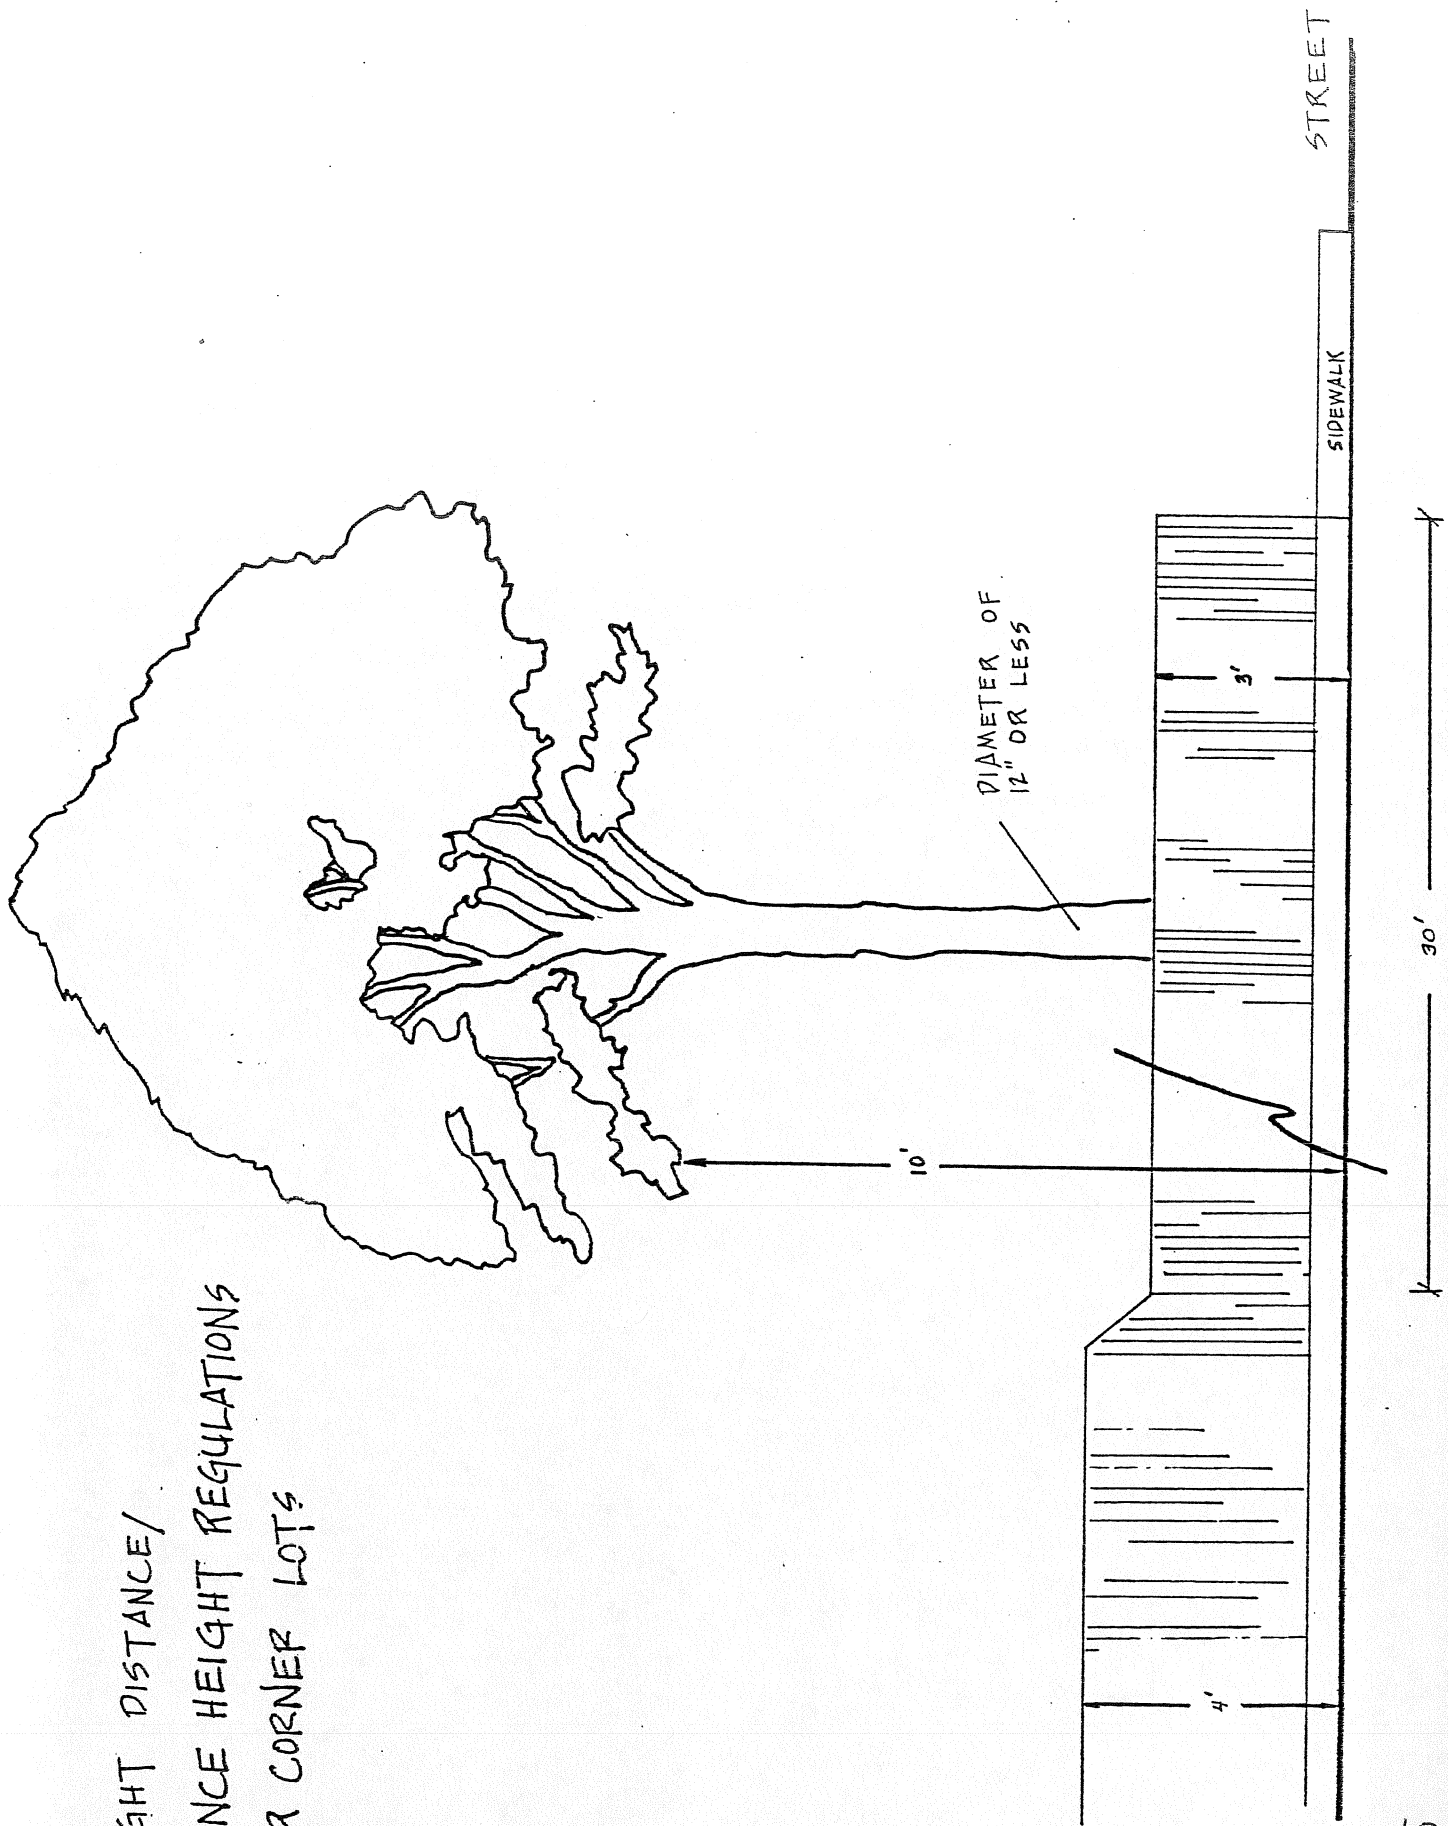 GHT DISTANCE/
NCE HEIGHT REGULATIONS
R CORNER LOTS
DIAMETER OF
12" OR LESS
10'
3'
4'
30'
SIDEWALK
STREET